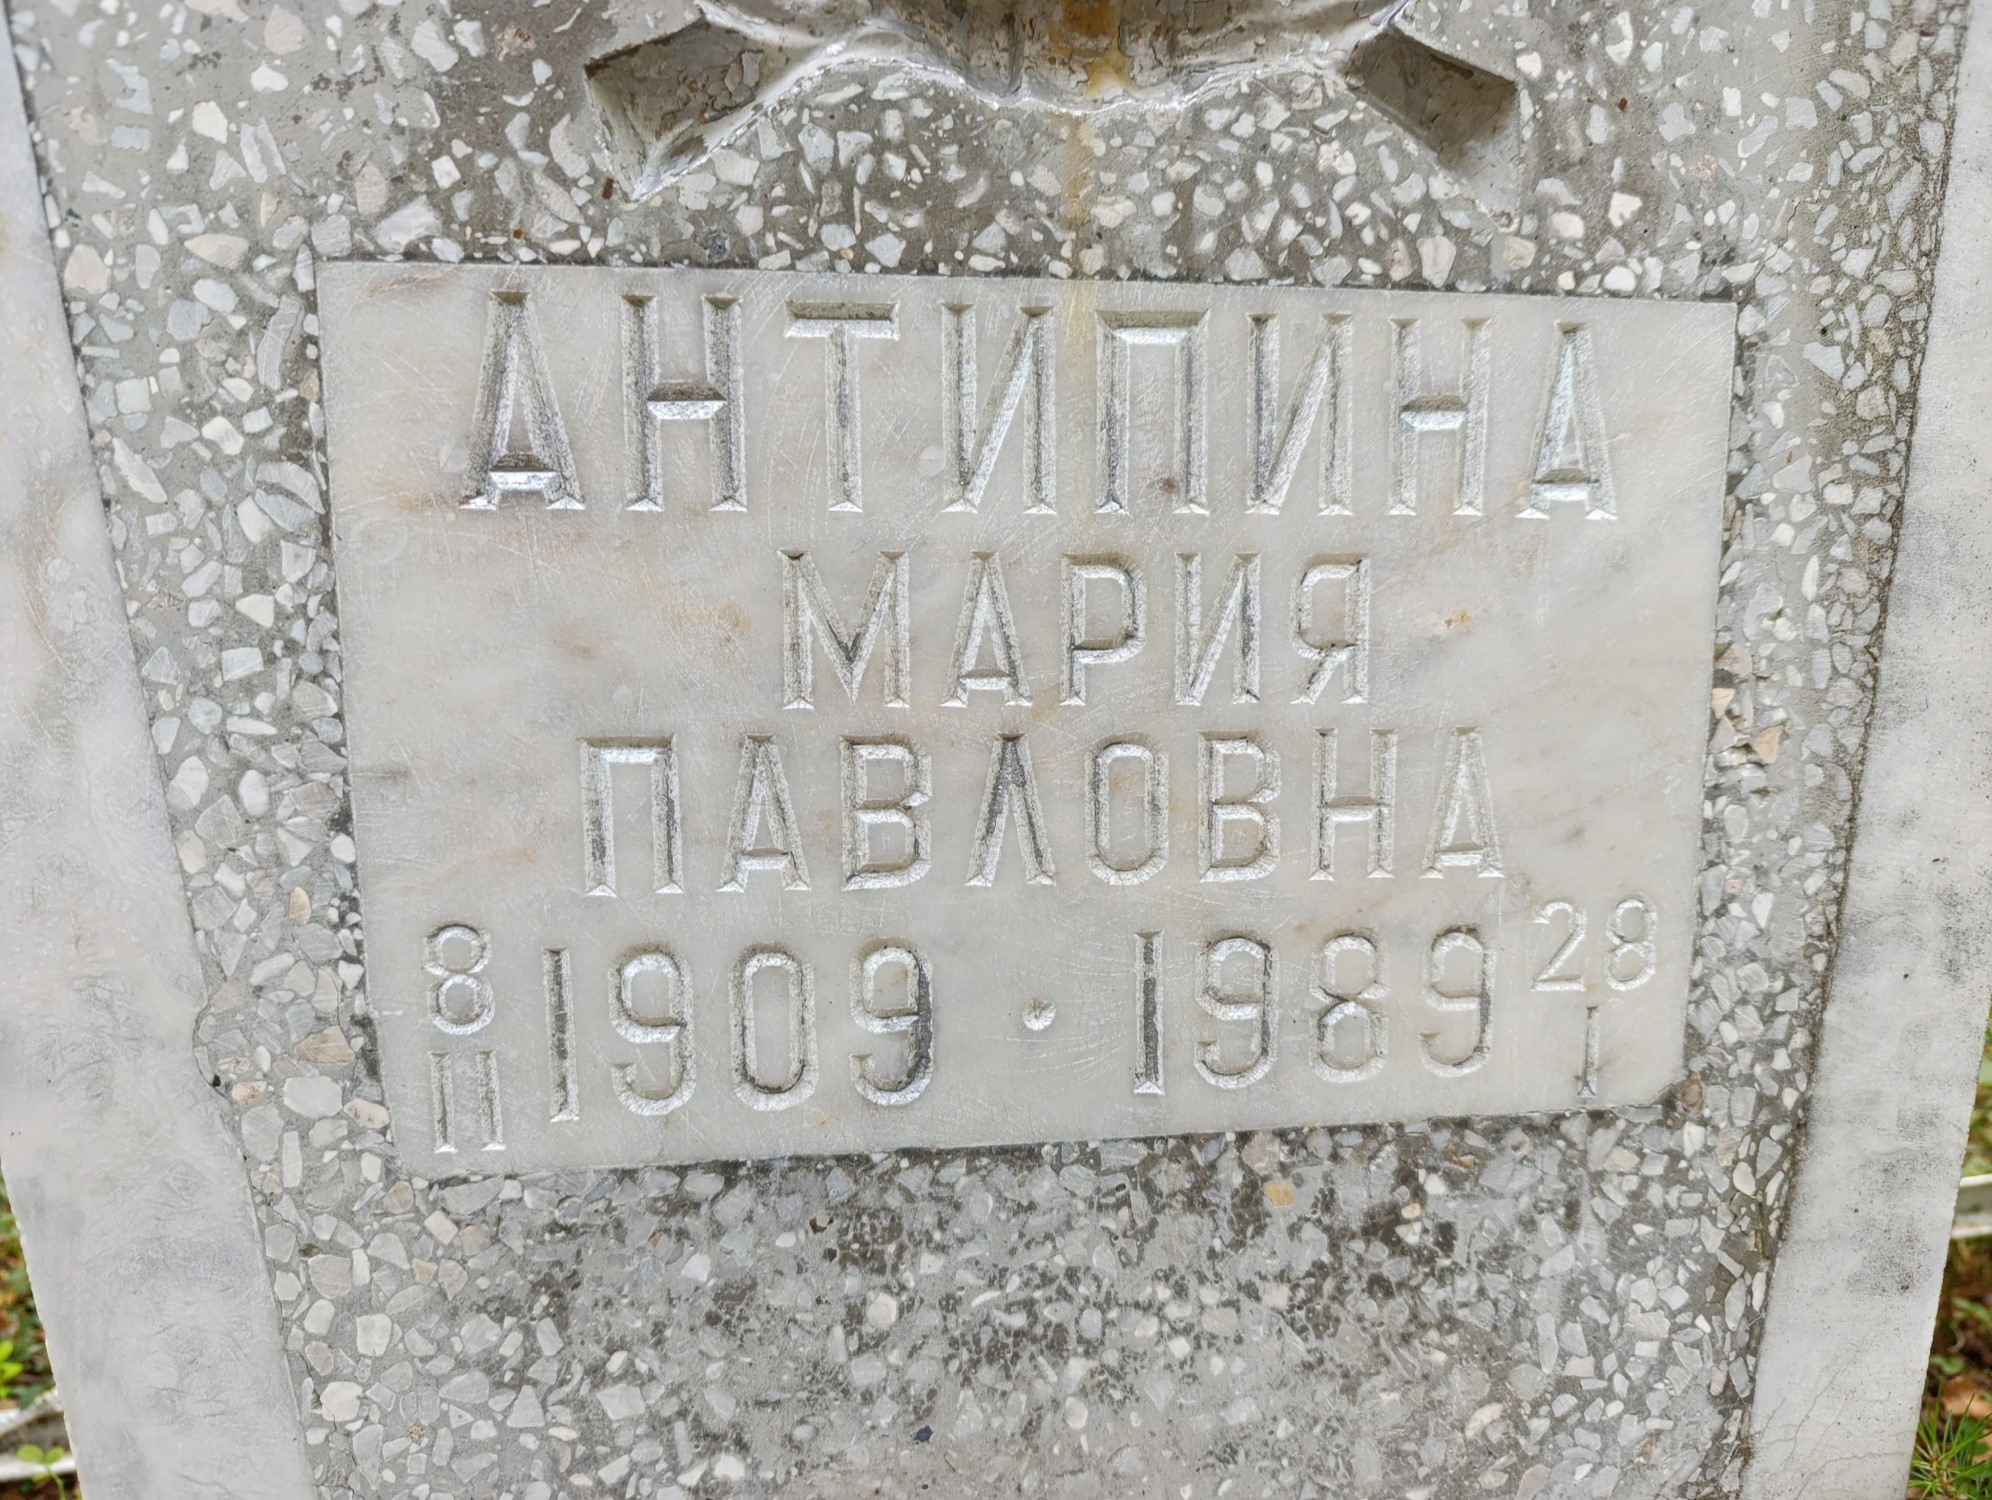 АНТИПИНА
МАРИЯ
ПАВЛОВНА
8 II 1909 · 1989 28 I